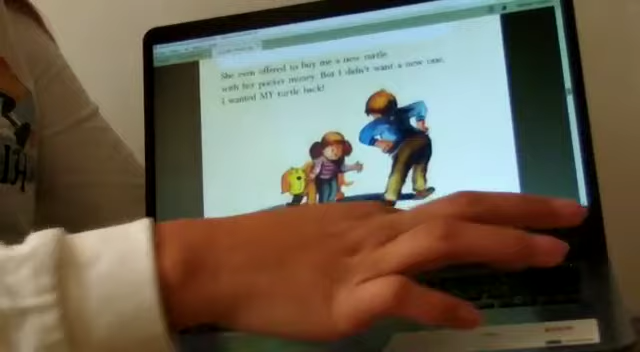 She even offered to buy me a new turtle
with her pocket money. But I didn't want a new one,
I wanted MY turtle back!